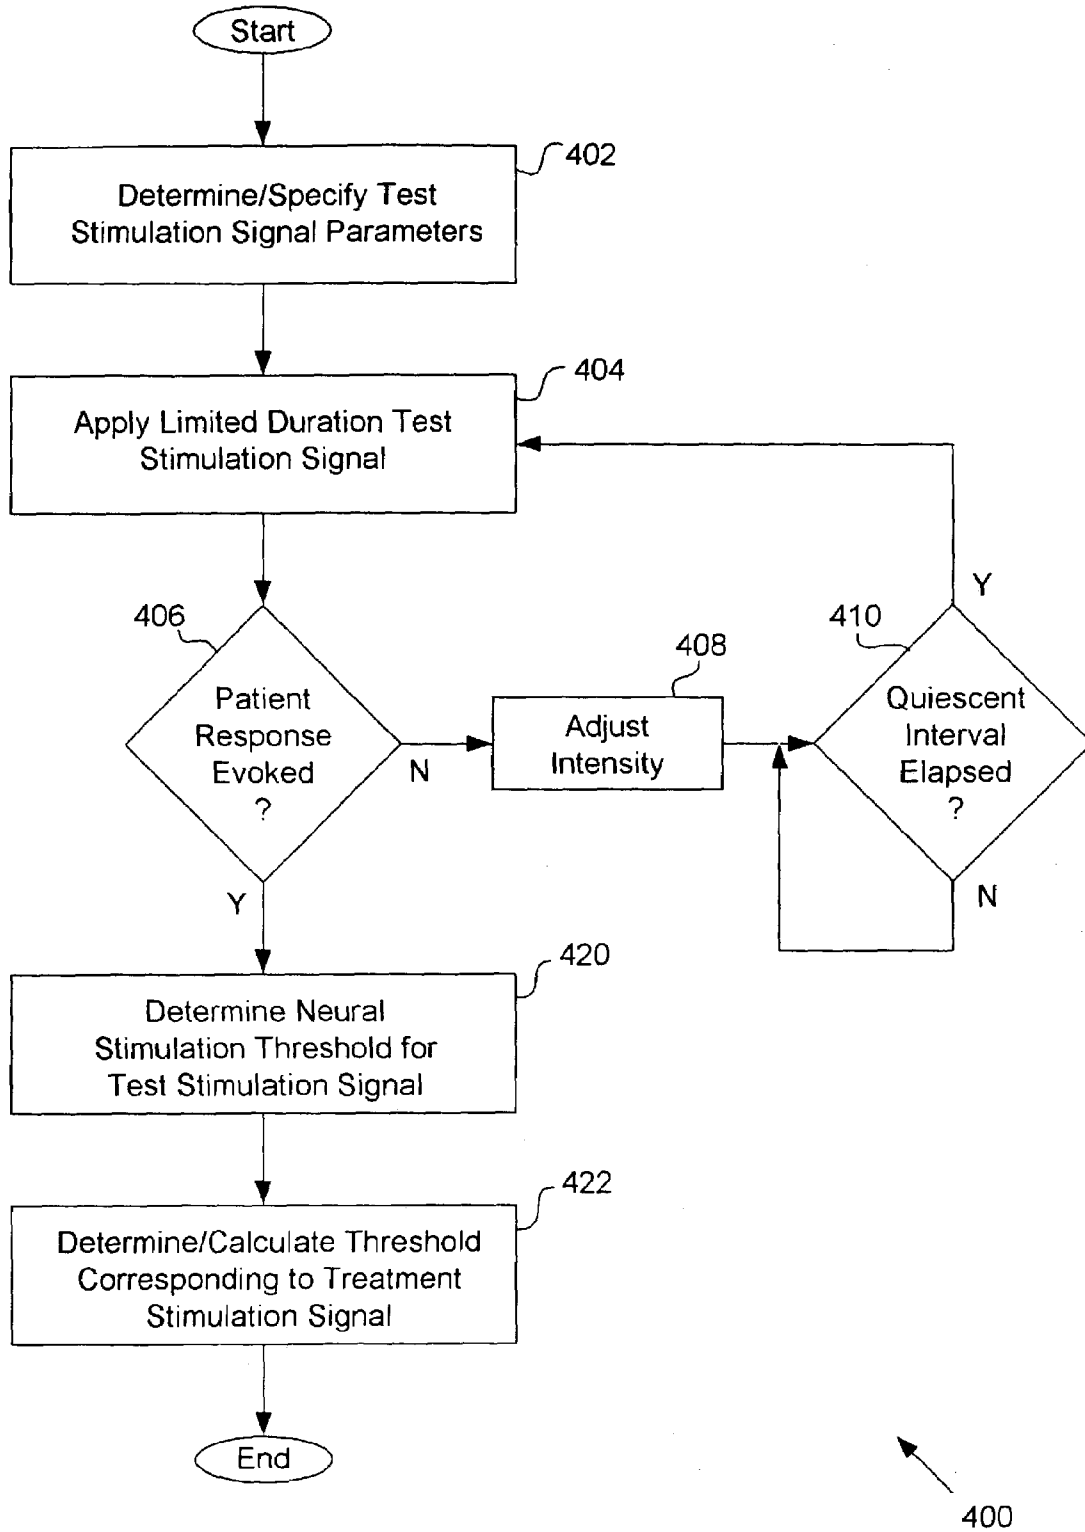 Start
402
Determine/Specify Test
Stimulation Signal Parameters
404
Apply Limited Duration Test
Stimulation Signal
406
Patient
Response
Evoked
?
N
Y
408
Adjust
Intensity
410
Quiescent
Interval
Elapsed
?
Y
N
420
Determine Neural
Stimulation Threshold for
Test Stimulation Signal
422
Determine/Calculate Threshold
Corresponding to Treatment
Stimulation Signal
End
400